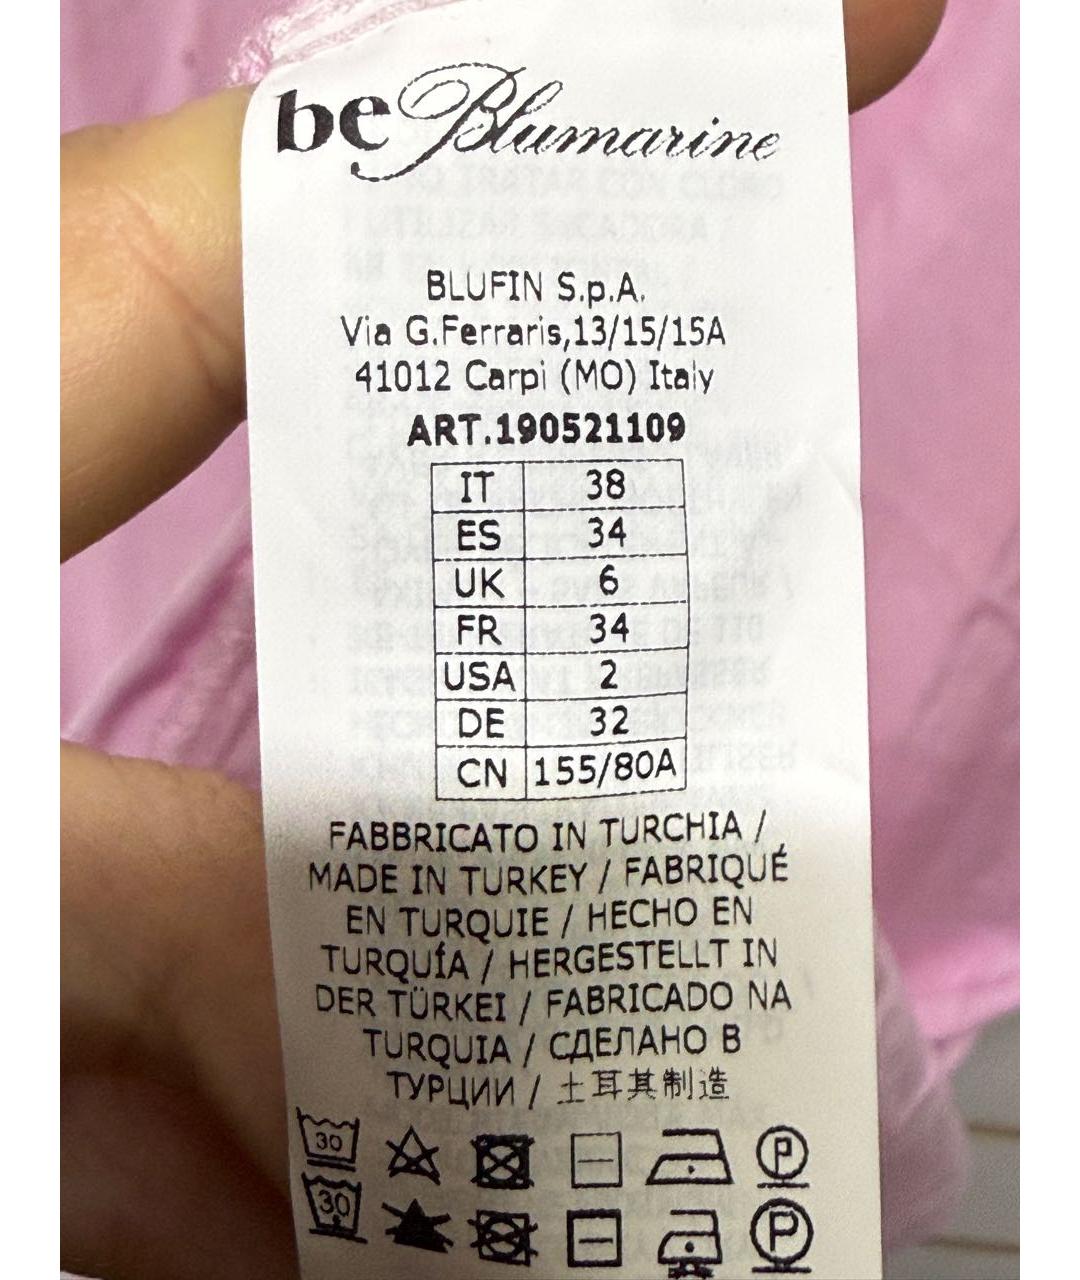 be Blumarine
BLUFIN S.p.A.
Via G.Ferraris,13/15/15A
41012 Carpi (MO) Italy
ART.190521109
IT 38
ES 34
UK 6
FR 34
USA 2
DE 32
CN 155/80A
FABBRICATO IN TURCHIA /
MADE IN TURKEY / FABRIQUÉ
EN TURQUIE / HECHO EN
TURQUÍA / HERGESTELLT IN
DER TÜRKEI / FABRICADO NA
TURQUIA / СДЕЛАНО В
ТУРЦИИ / 土耳其制造
30 P
30 P